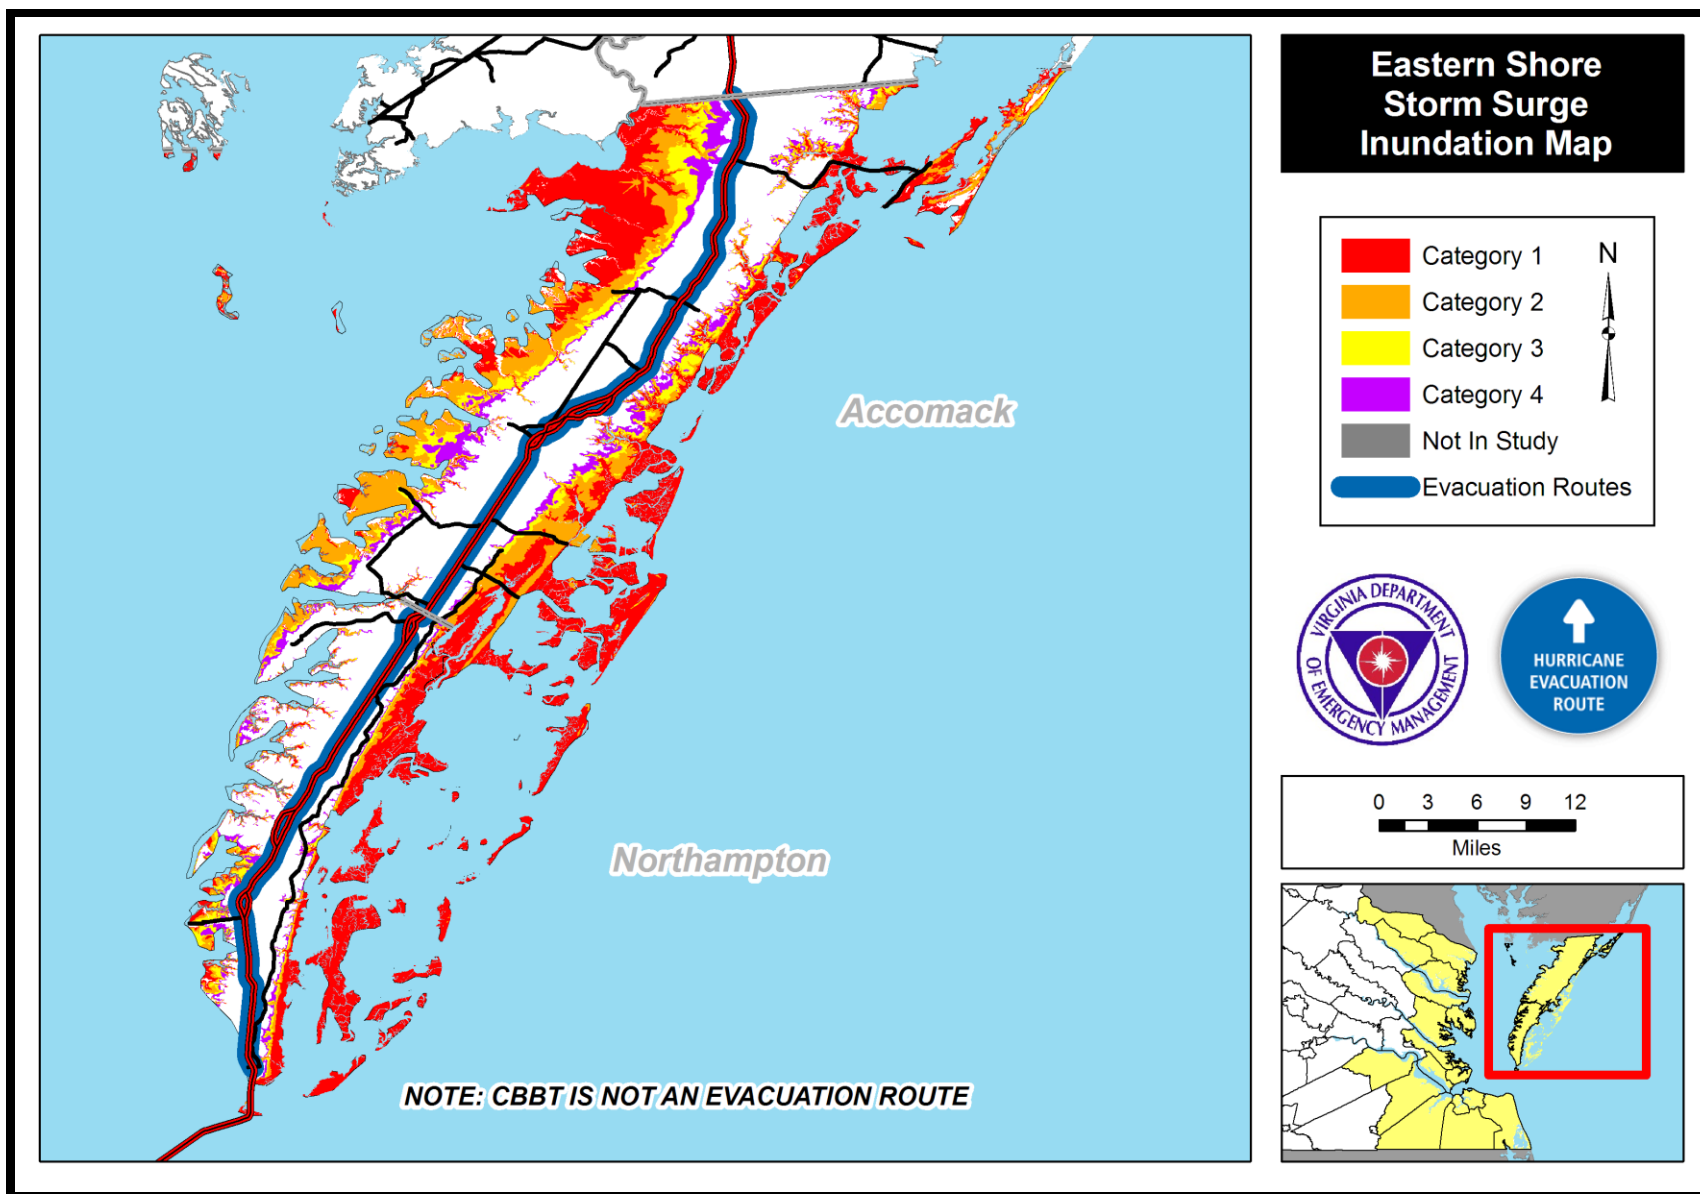 Eastern Shore
Storm Surge
Inundation Map
Category 1
Category 2
Category 3
Category 4
Not In Study
Evacuation Routes
N
Accomack
Northampton
NOTE: CBBT IS NOT AN EVACUATION ROUTE
VIRGINIA DEPARTMENT
OF EMERGENCY MANAGEMENT
HURRICANE
EVACUATION
ROUTE
0 3 6 9 12
Miles